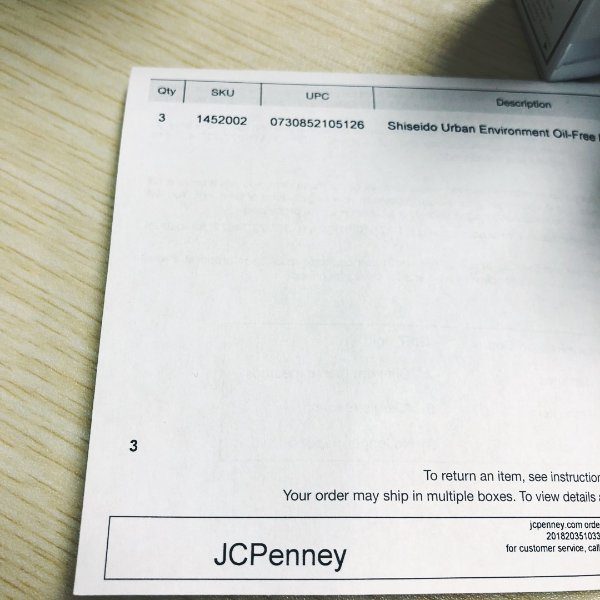 Qty SKU UPC Description
3 1452002 0730852105126 Shiseido Urban Environment Oil-Free
3
To return an item, see instruction
Your order may ship in multiple boxes. To view details
jcpenney.com orde
201820351033
for customer service, call
JCPenney